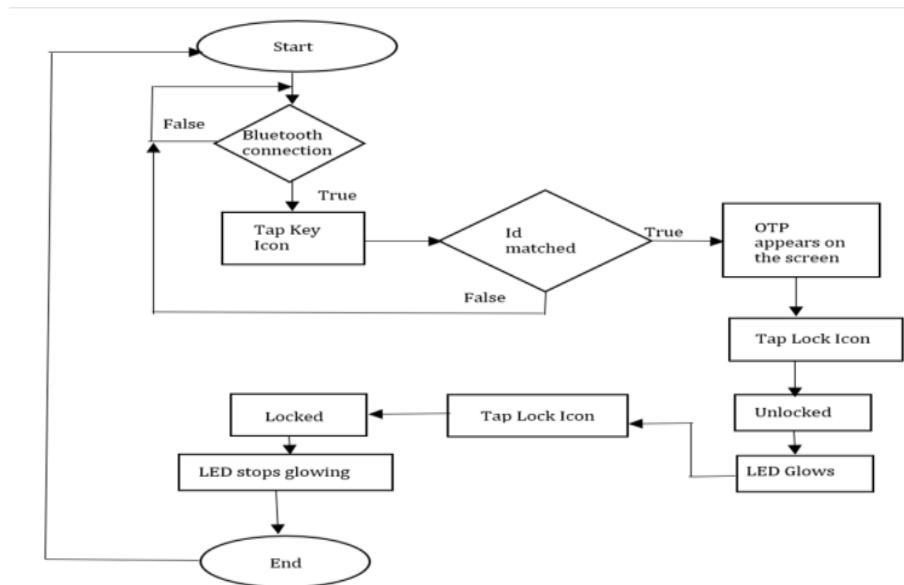 Start
False
Bluetooth
connection
True
Tap Key
Icon
Id
matched
True
False
OTP
appears on
the screen
Tap Lock Icon
Unlocked
LED Glows
Tap Lock Icon
Locked
LED stops glowing
End